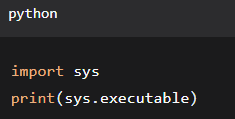 python
import sys
print(sys.executable)